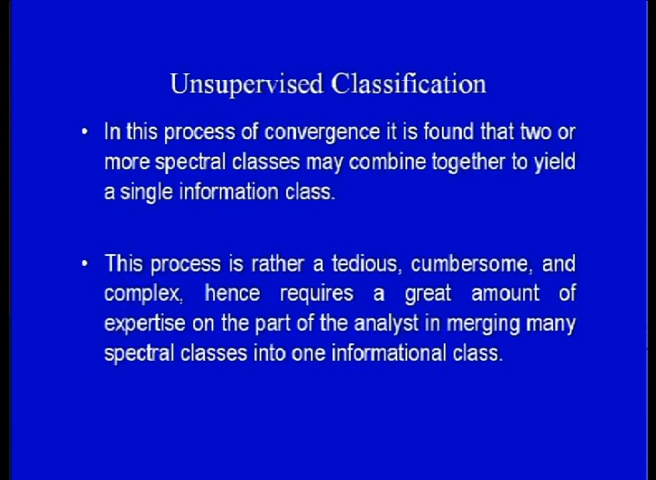 Unsupervised Classification
• In this process of convergence it is found that two or
more spectral classes may combine together to yield
a single information class.
• This process is rather a tedious, cumbersome, and
complex, hence requires a great amount of
expertise on the part of the analyst in merging many
spectral classes into one informational class.